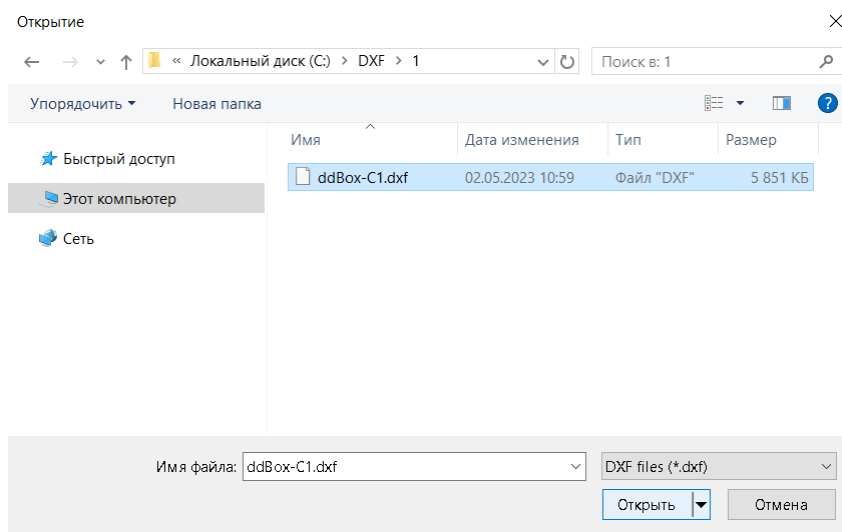 Открытие
« Локальный диск (C:) > DXF > 1
Поиск в: 1
Упорядочить
Новая папка
?
Имя Дата изменения Тип Размер
Быстрый доступ
ddBox-C1.dxf 02.05.2023 10:59 Файл "DXF" 5 851 КБ
Этот компьютер
Сеть
Имя файла: ddBox-C1.dxf DXF files (*.dxf)
Открыть Отмена